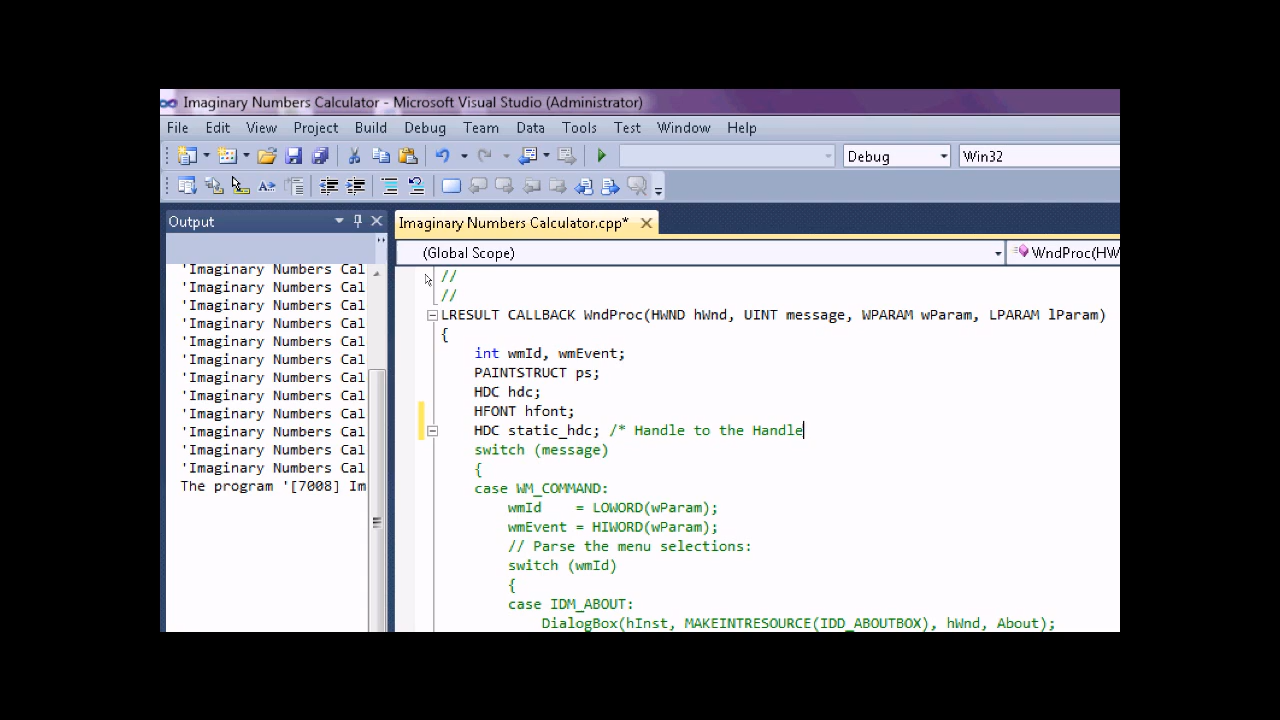 Imaginary Numbers Calculator - Microsoft Visual Studio (Administrator)
File Edit View Project Build Debug Team Data Tools Test Window Help
Debug Win32
Output
Imaginary Numbers Calculator.cpp*
(Global Scope) WndProc(HW
'Imaginary Numbers Cal
'Imaginary Numbers Cal
'Imaginary Numbers Cal
'Imaginary Numbers Cal
'Imaginary Numbers Cal
'Imaginary Numbers Cal
'Imaginary Numbers Cal
'Imaginary Numbers Cal
'Imaginary Numbers Cal
'Imaginary Numbers Cal
'Imaginary Numbers Cal
'Imaginary Numbers Cal
The program '[7008] Im
//
//
LRESULT CALLBACK WndProc(HWND hWnd, UINT message, WPARAM wParam, LPARAM lParam)
{
int wmId, wmEvent;
PAINTSTRUCT ps;
HDC hdc;
HFONT hfont;
HDC static_hdc; /* Handle to the Handle
switch (message)
{
case WM_COMMAND:
wmId    = LOWORD(wParam);
wmEvent = HIWORD(wParam);
// Parse the menu selections:
switch (wmId)
{
case IDM_ABOUT:
DialogBox(hInst, MAKEINTRESOURCE(IDD_ABOUTBOX), hWnd, About);